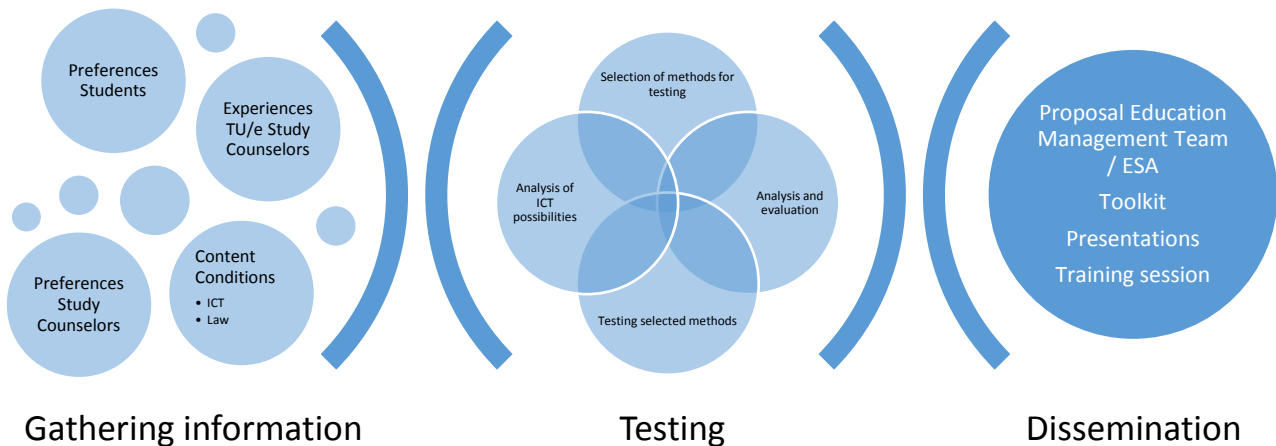 Preferences
Students
Experiences
TU/e Study
Counselors
Preferences
Study
Counselors
Content
Conditions
• ICT
• Law
Gathering information
Selection of methods for
testing
Analysis of
ICT
possibilities
Analysis and
evaluation
Testing selected methods
Testing
Proposal Education
Management Team
/ ESA
Toolkit
Presentations
Training session
Dissemination